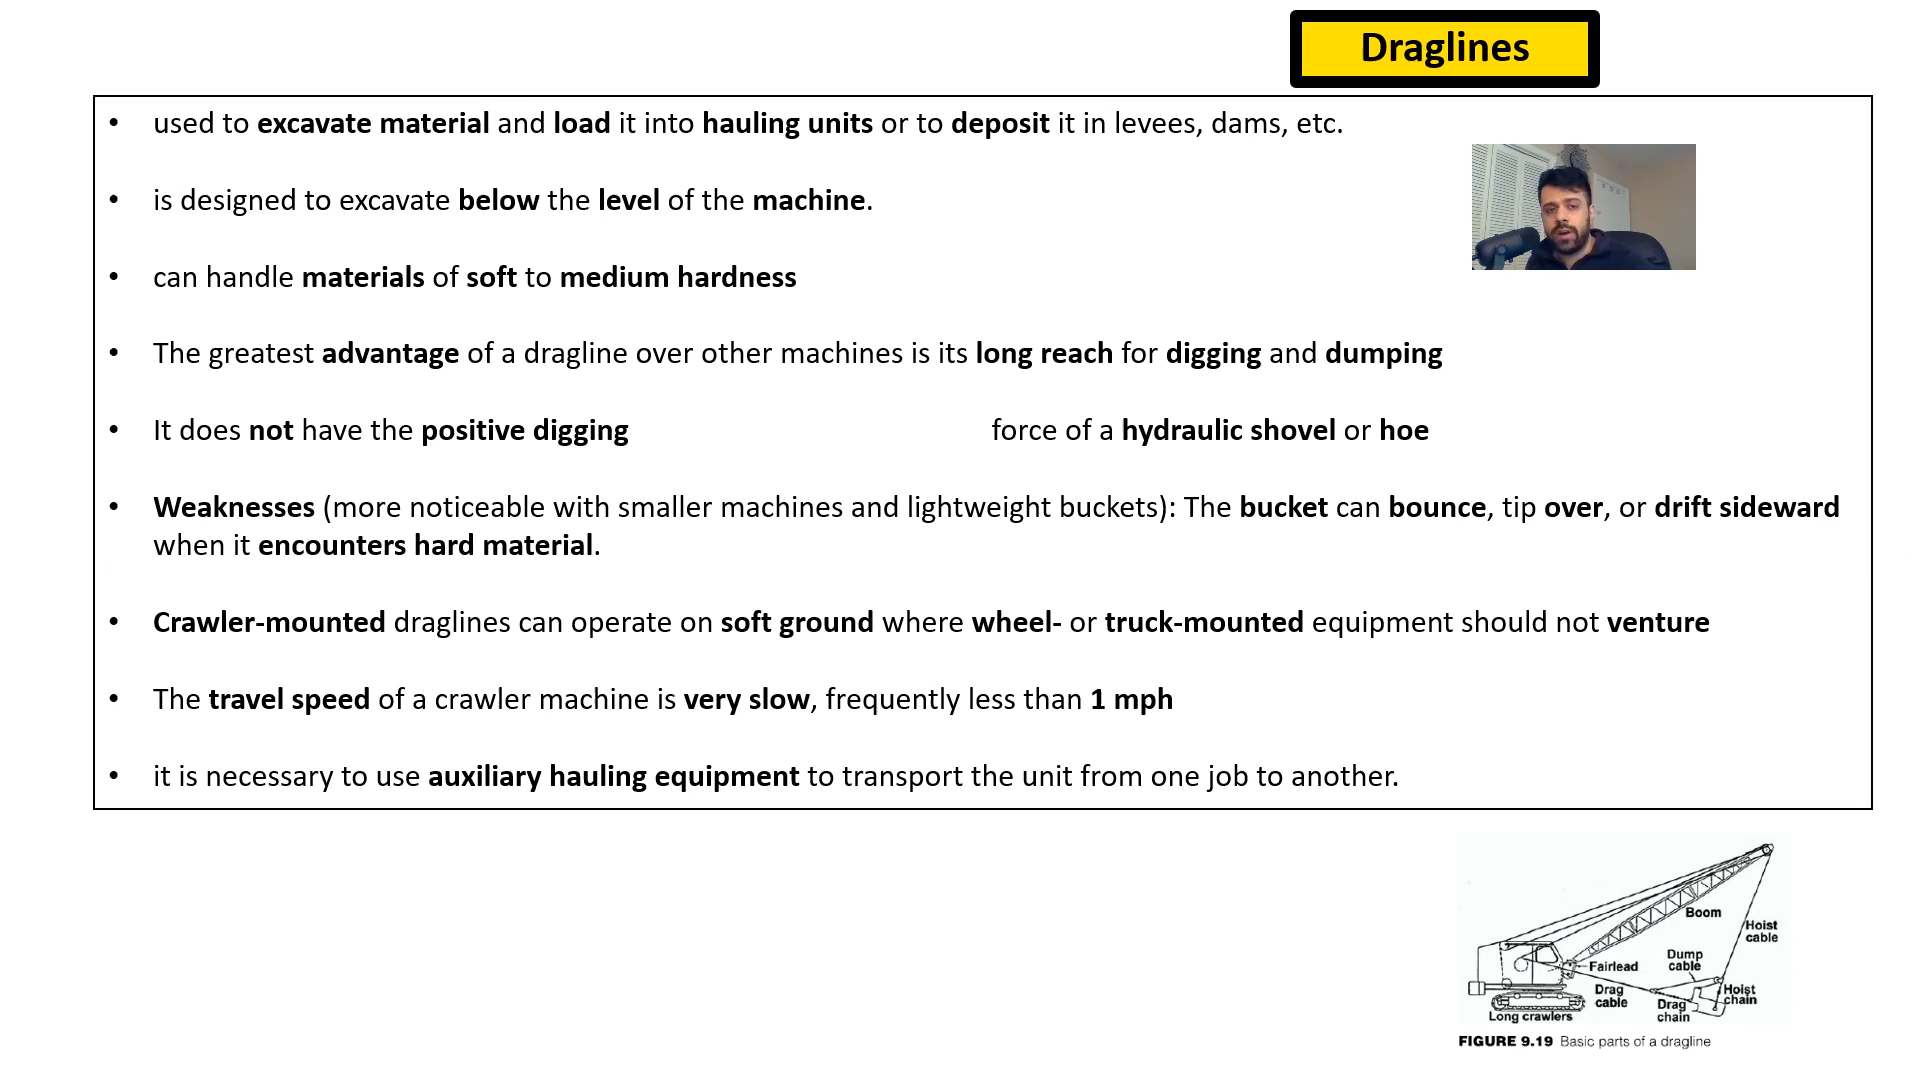 Draglines
• used to excavate material and load it into hauling units or to deposit it in levees, dams, etc.
• is designed to excavate below the level of the machine.
• can handle materials of soft to medium hardness
• The greatest advantage of a dragline over other machines is its long reach for digging and dumping
• It does not have the positive digging force of a hydraulic shovel or hoe
• Weaknesses (more noticeable with smaller machines and lightweight buckets): The bucket can bounce, tip over, or drift sideward
when it encounters hard material.
• Crawler-mounted draglines can operate on soft ground where wheel- or truck-mounted equipment should not venture
• The travel speed of a crawler machine is very slow, frequently less than 1 mph
• it is necessary to use auxiliary hauling equipment to transport the unit from one job to another.
Boom
Hoist
cable
Dump
cable
Fairlead
Drag
cable
Hoist
chain
Drag
chain
Long crawlers
FIGURE 9.19 Basic parts of a dragline